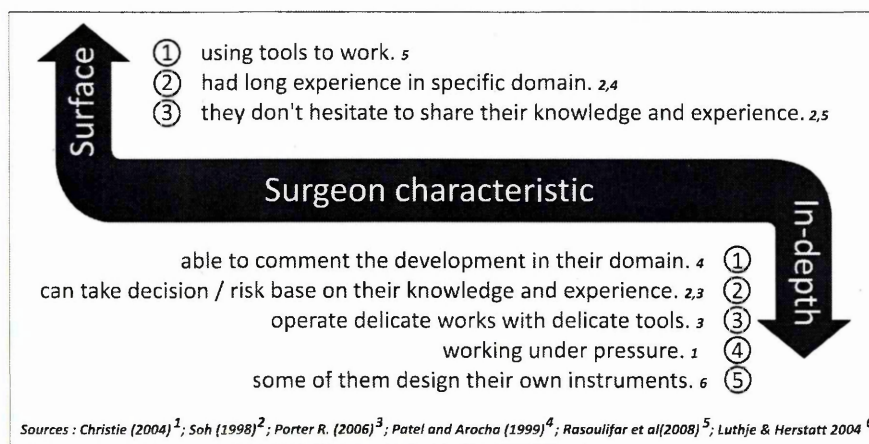 Surface
① using tools to work. 5
② had long experience in specific domain. 2,4
③ they don't hesitate to share their knowledge and experience. 2,5
Surgeon characteristic
In-depth
able to comment the development in their domain. 4 ①
can take decision / risk base on their knowledge and experience. 2,3 ②
operate delicate works with delicate tools. 3 ③
working under pressure. 1 ④
some of them design their own instruments. 6 ⑤
Sources : Christie (2004) 1; Soh (1998) 2; Porter R. (2006) 3; Patel and Arocha (1999) 4; Rasoulifar et al(2008) 5; Luthje & Herstatt 2004 6